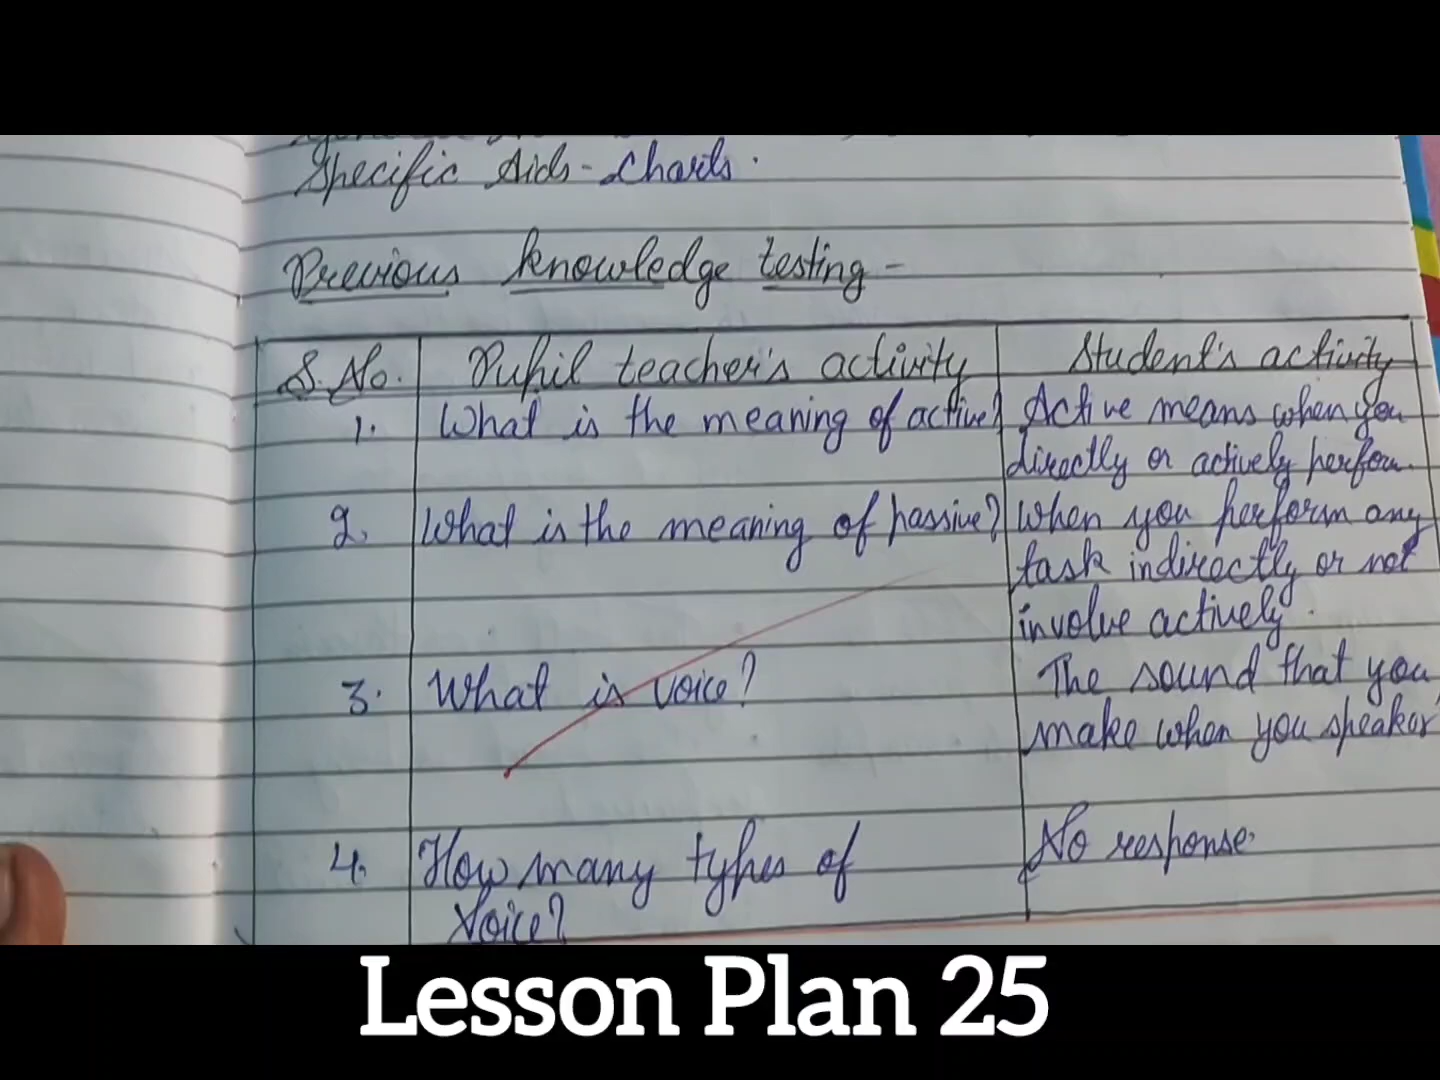 Specific Aids - Charts.
Previous knowledge testing -
S. No. Pupil teacher's activity Student's activity
1. What is the meaning of active? Active means when you
directly or actively perfom.
2. What is the meaning of passive? When you perform any
task indirectly or not
involve actively.
3. What is voice? The sound that you
make when you speak or
4. How many types of No response.
Voice?
Lesson Plan 25